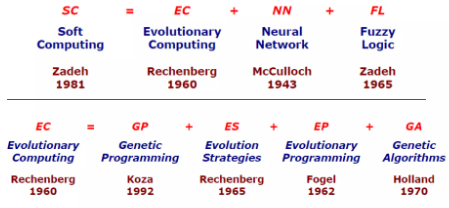 SC = EC + NN + FL
Soft Computing Evolutionary Computing Neural Network Fuzzy Logic
Zadeh Rechenberg McCulloch Zadeh
1981 1960 1943 1965
EC = GP + ES + EP + GA
Evolutionary Computing Genetic Programming Evolution Strategies Evolutionary Programming Genetic Algorithms
Rechenberg Koza Rechenberg Fogel Holland
1960 1992 1965 1962 1970